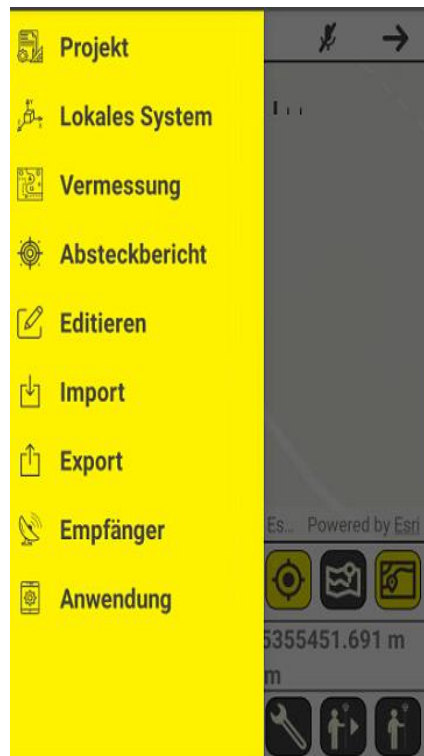 Projekt
Lokales System
Vermessung
Absteckbericht
Editieren
Import
Export
Empfänger
Anwendung
Es... Powered by Esri
5355451.691 m
m